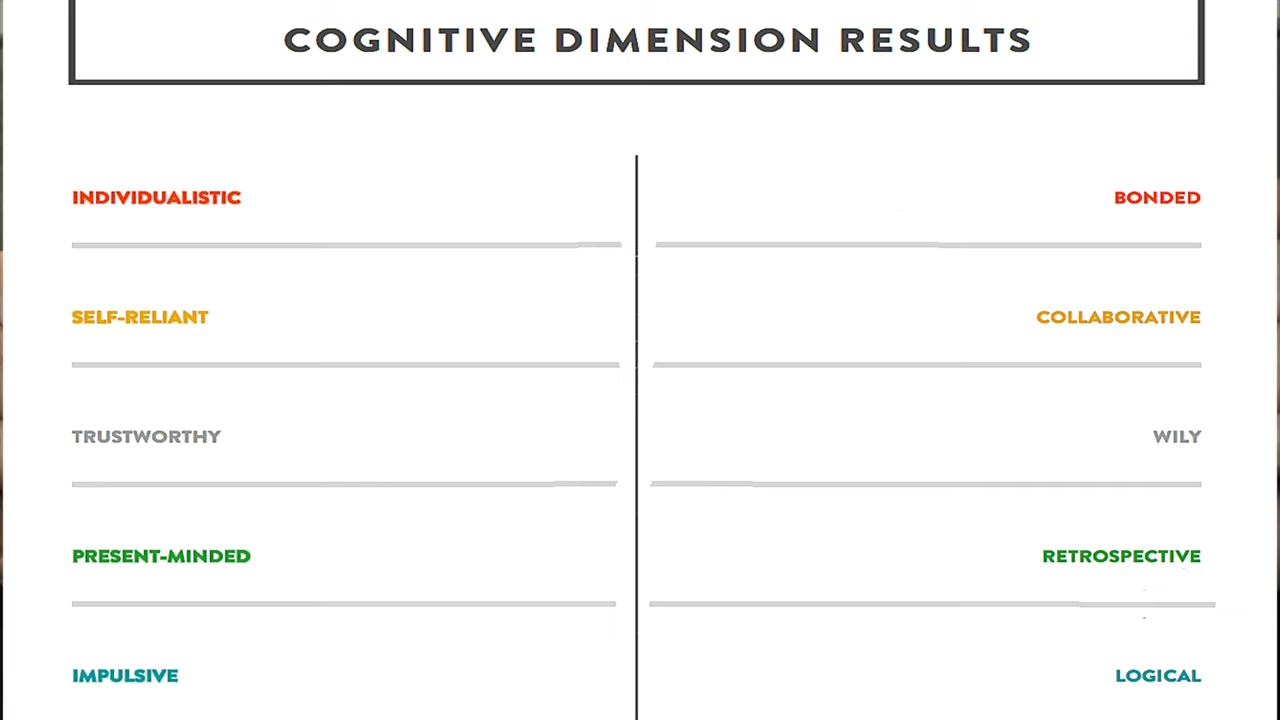 COGNITIVE DIMENSION RESULTS
INDIVIDUALISTIC BONDED
SELF-RELIANT COLLABORATIVE
TRUSTWORTHY WILY
PRESENT-MINDED RETROSPECTIVE
IMPULSIVE LOGICAL